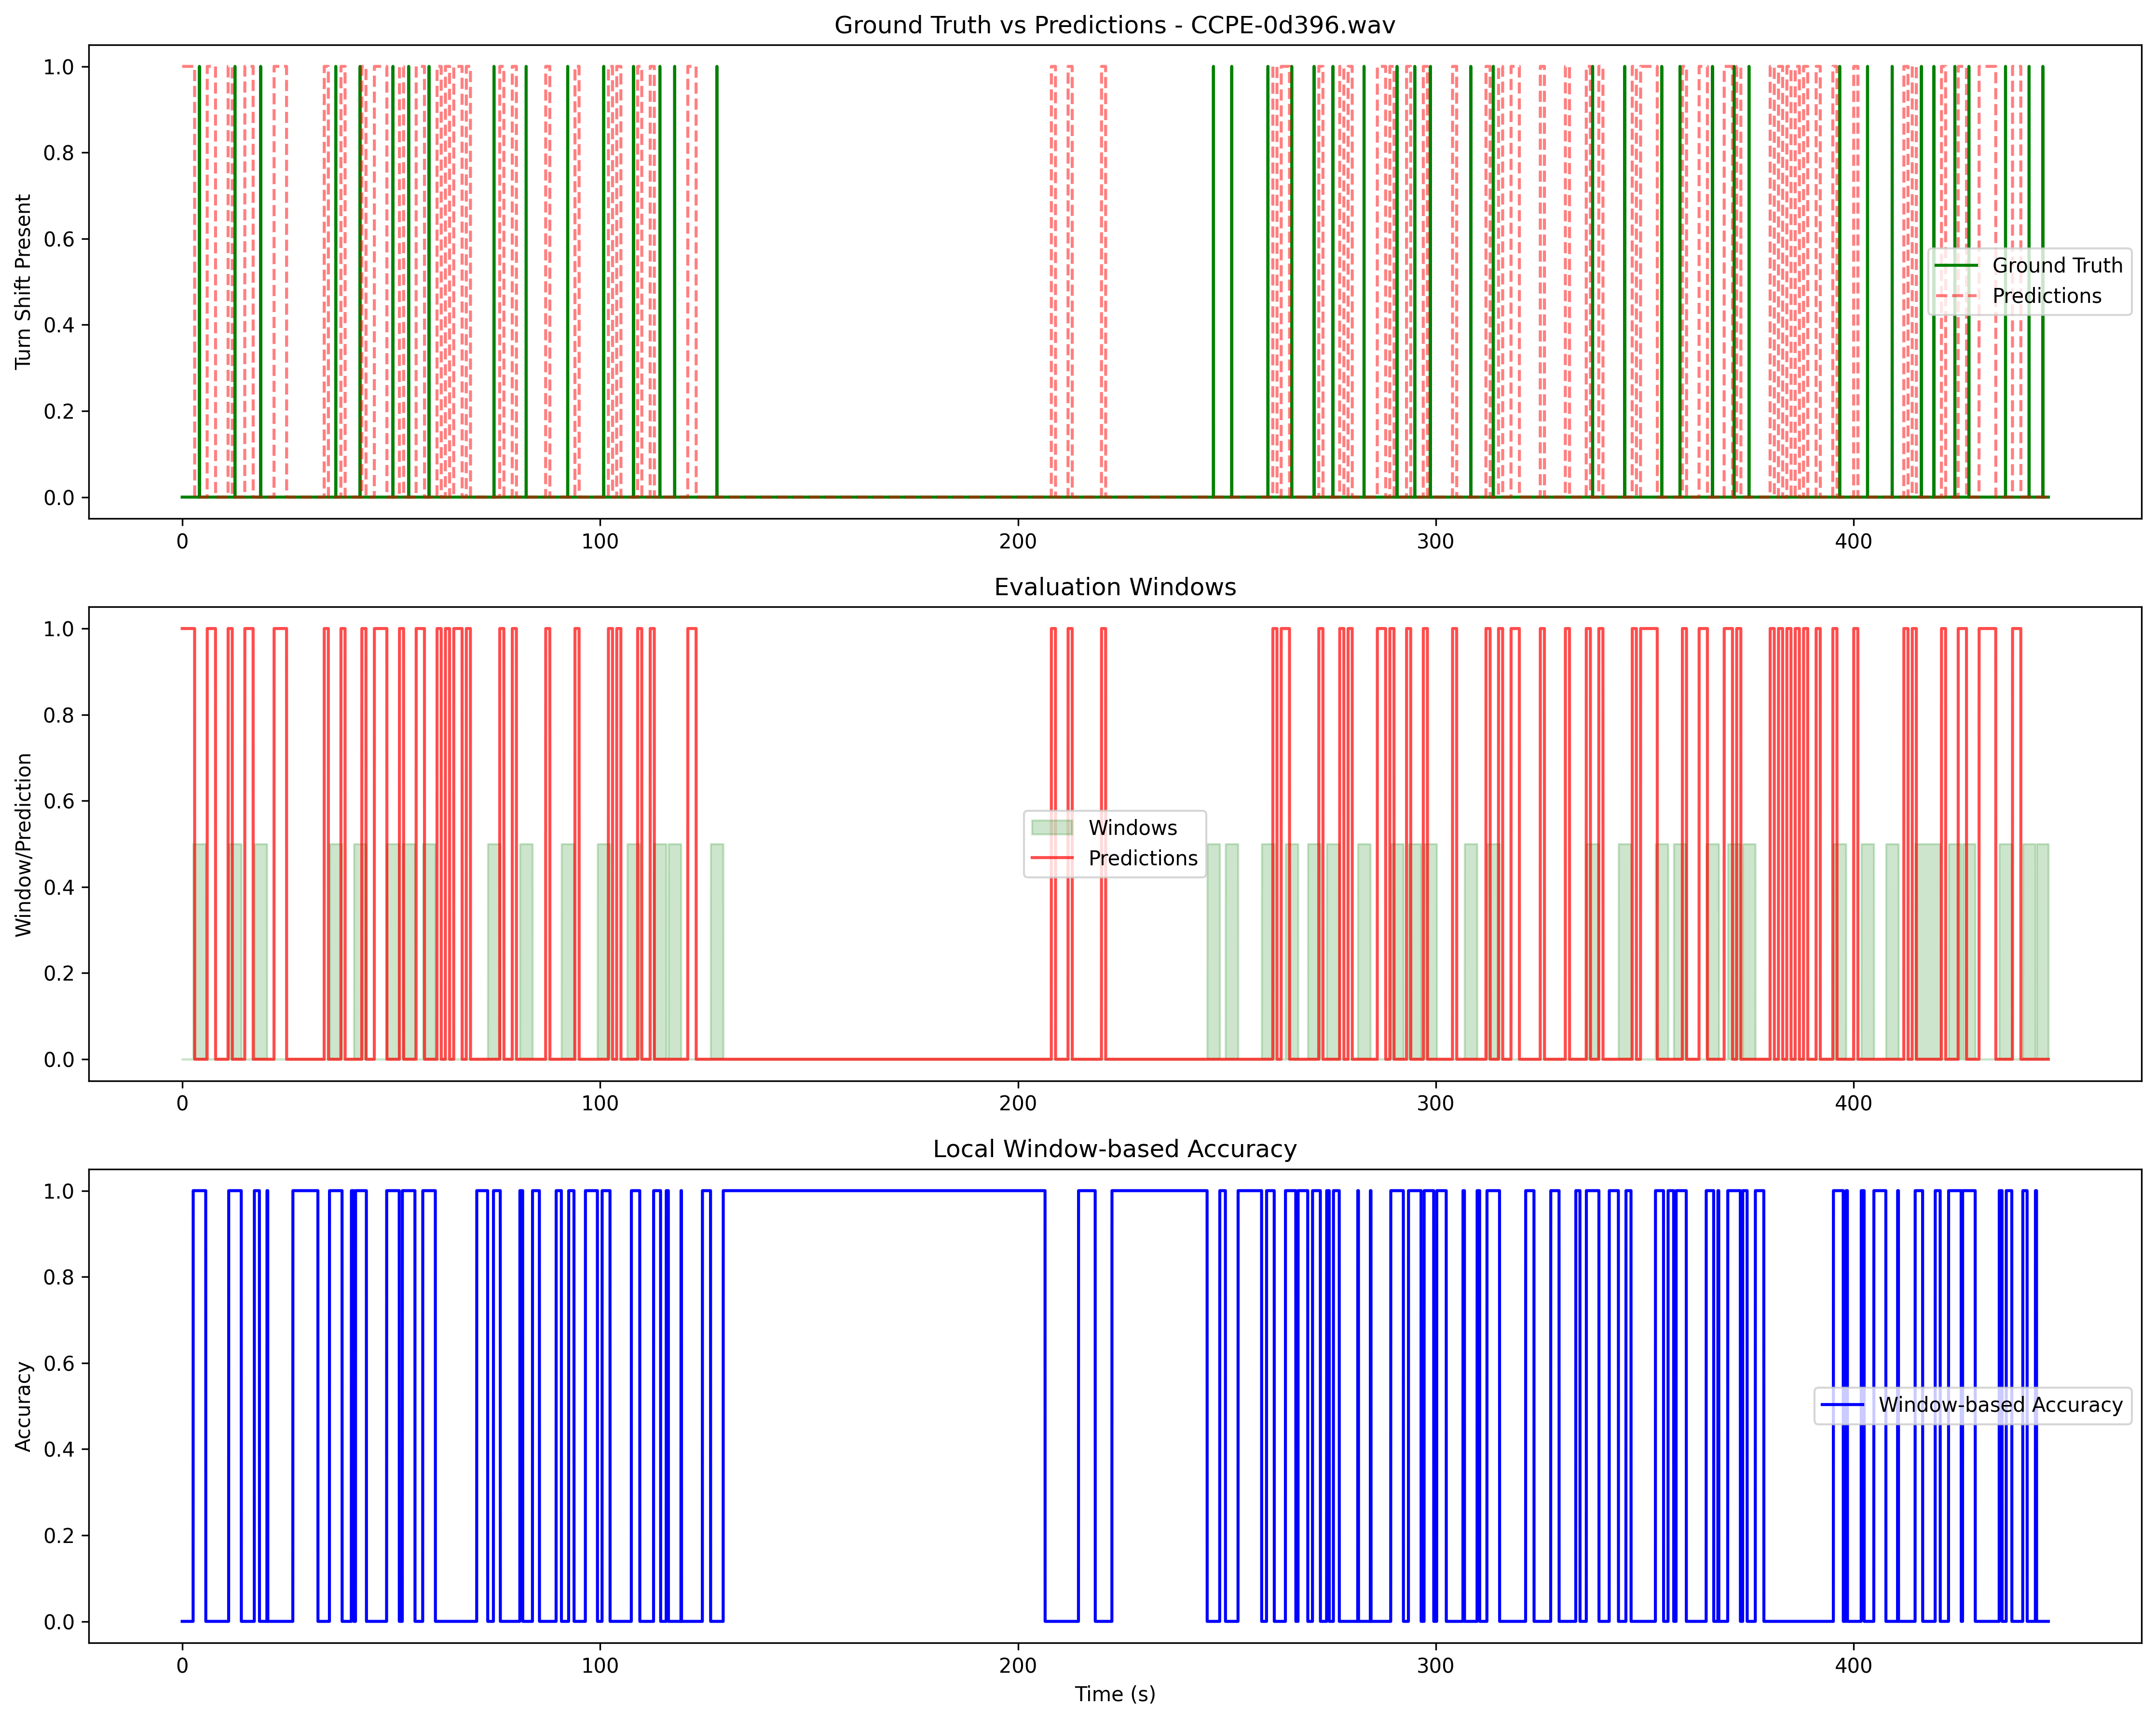 Ground Truth vs Predictions - CCPE-0d396.wav
Turn Shift Present
1.0
0.8
0.6
0.4
0.2
0.0
Ground Truth
Predictions
0 100 200 300 400
Evaluation Windows
Window/Prediction
1.0
0.8
0.6
0.4
0.2
0.0
Windows
Predictions
0 100 200 300 400
Local Window-based Accuracy
Accuracy
1.0
0.8
0.6
0.4
0.2
0.0
Window-based Accuracy
0 100 200 300 400
Time (s)